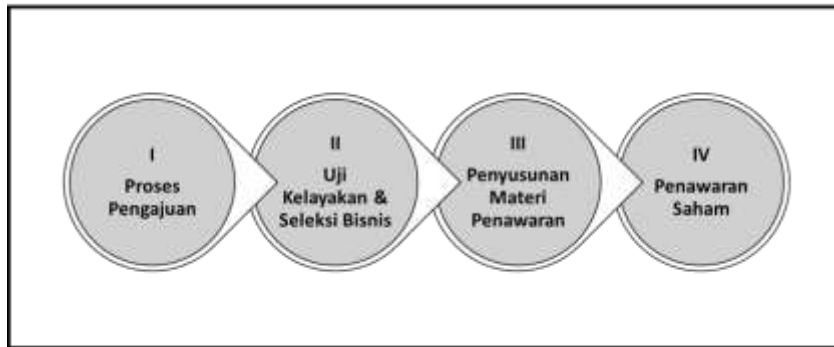 I
Proses
Pengajuan
II
Uji
Kelayakan &
Seleksi Bisnis
III
Penyusunan
Materi
Penawaran
IV
Penawaran
Saham